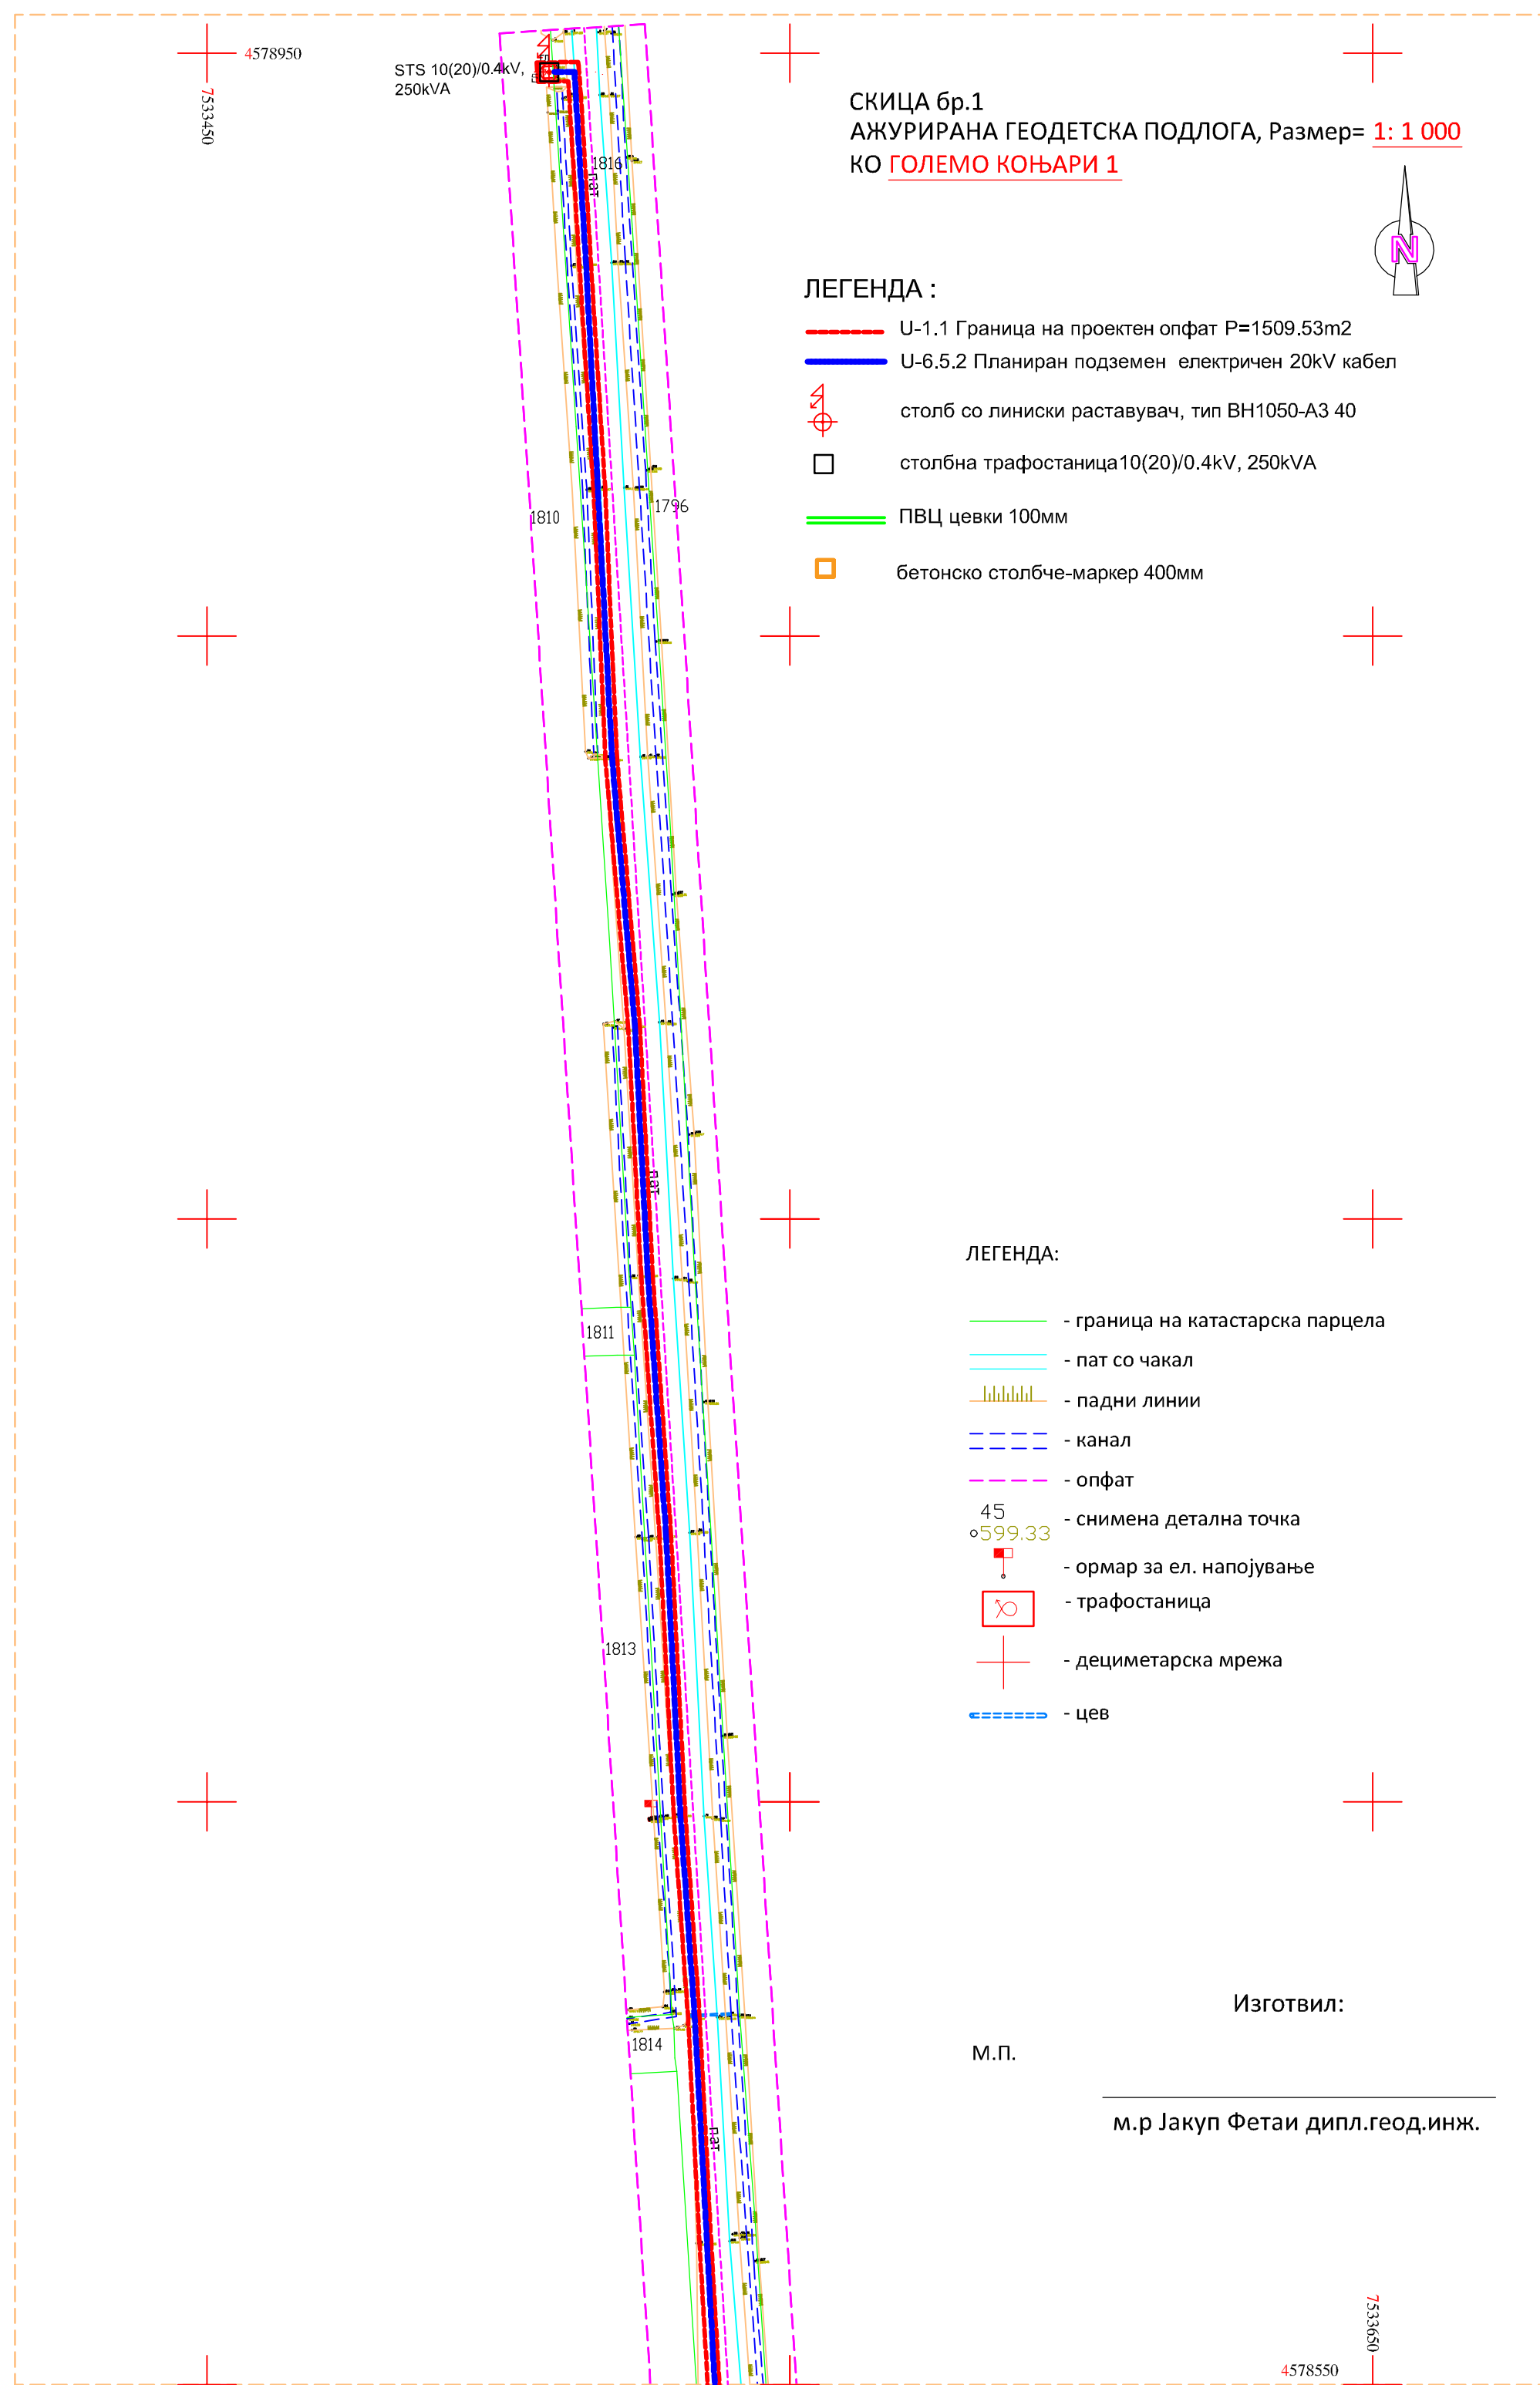 4578950
7533450
STS 10(20)/0.4kV,
250kVA
СКИЦА бр.1
АЖУРИРАНА ГЕОДЕТСКА ПОДЛОГА, Размер= 1: 1 000
КО ГОЛЕМО КОЊАРИ 1
N
ЛЕГЕНДА :
U-1.1 Граница на проектен опфат P=1509.53m2
U-6.5.2 Планиран подземен електричен 20kV кабел
столб со линиски раставувач, тип ВН1050-А3 40
столбна трафостаница10(20)/0.4kV, 250kVA
ПВЦ цевки 100мм
бетонско столбче-маркер 400мм
1816
пат
1810
1796
пат
1811
1813
1814
пат
ЛЕГЕНДА:
- граница на катастарска парцела
- пат со чакал
- падни линии
- канал
- опфат
45
599.33
- снимена детална точка
- ормар за ел. напојување
- трафостаница
- дециметарска мрежа
- цев
Изготвил:
М.П.
м.р Јакуп Фетаи дипл.геод.инж.
7533650
4578550